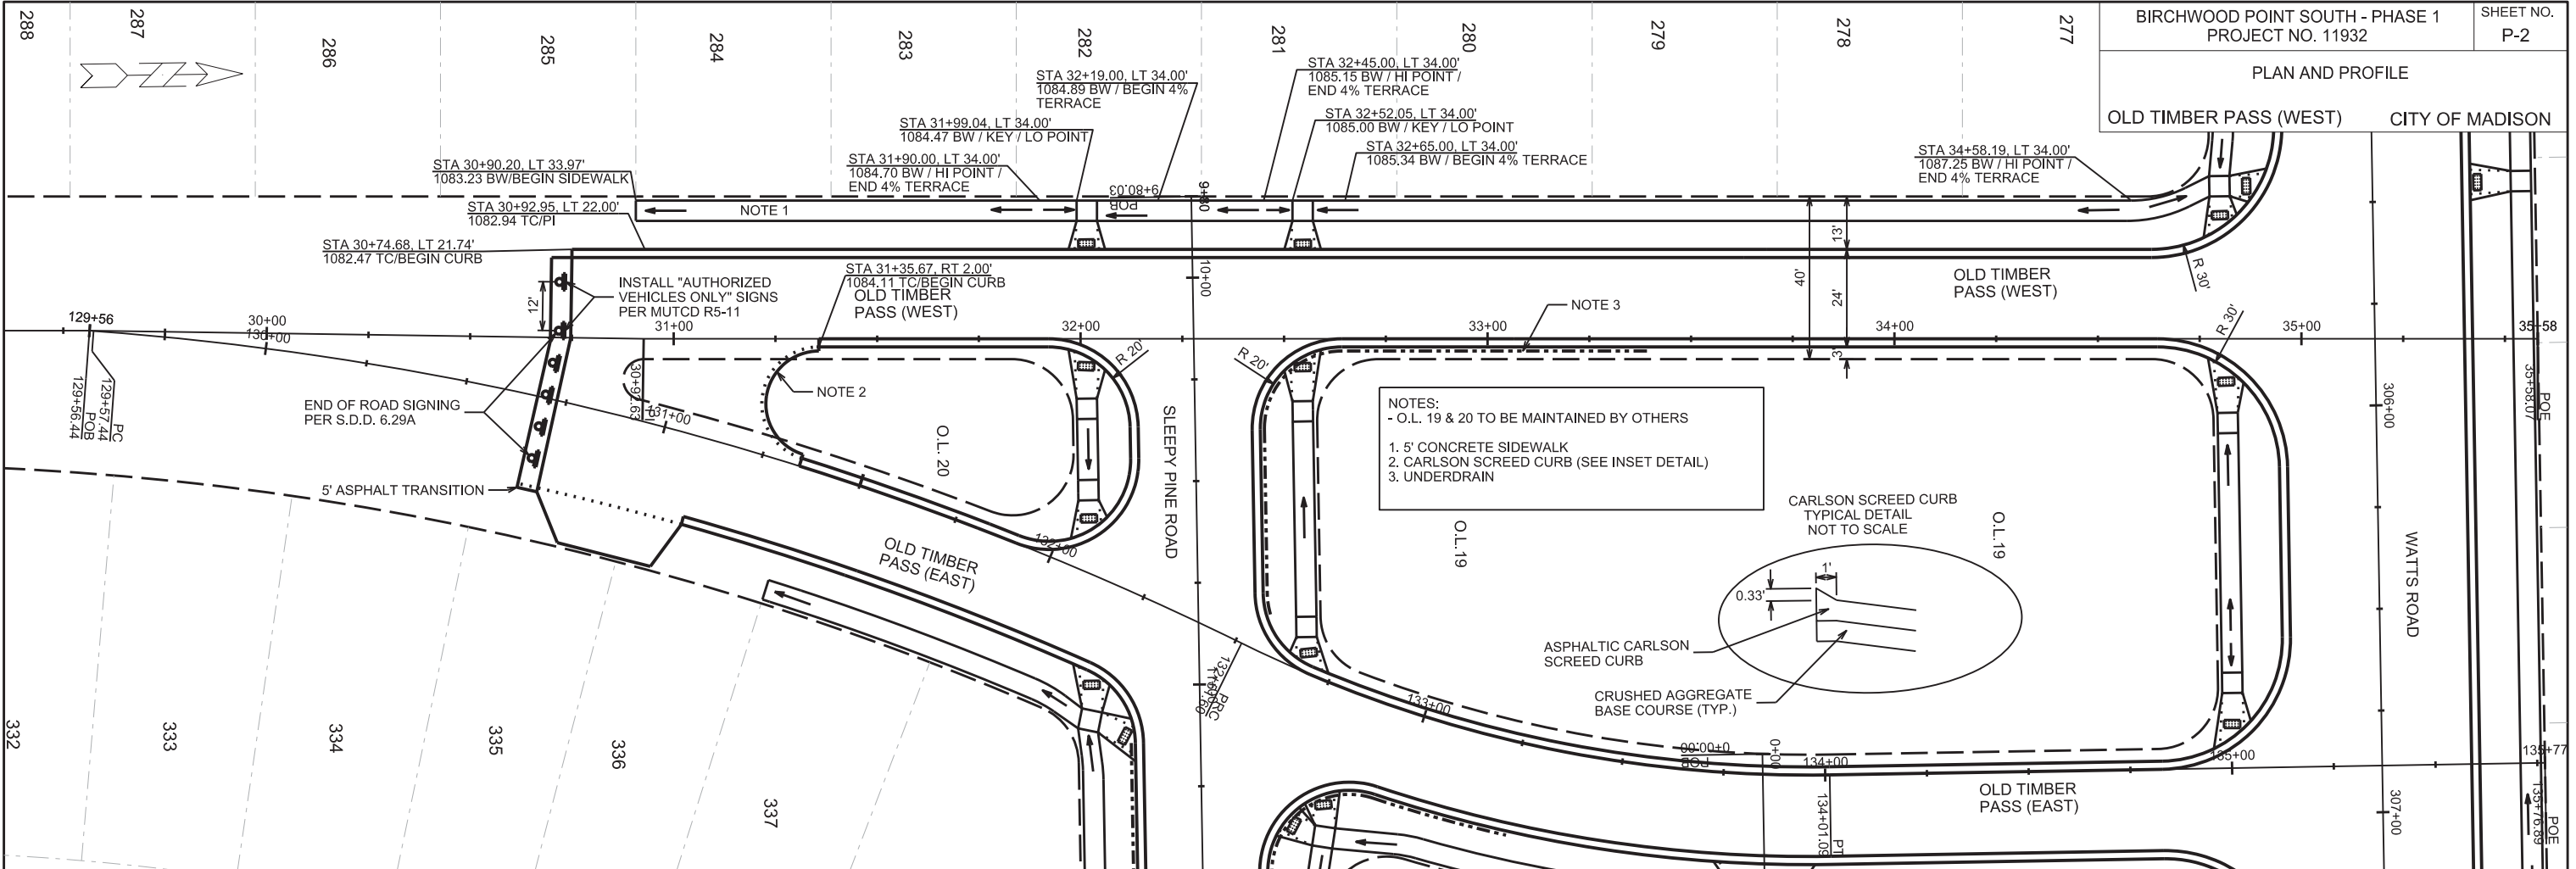 BIRCHWOOD POINT SOUTH - PHASE 1
PROJECT NO. 11932
SHEET NO.
P-2
PLAN AND PROFILE
OLD TIMBER PASS (WEST)
CITY OF MADISON
288
287
286
285
284
283
282
281
280
279
278
277
STA 32+19.00, LT 34.00'
1084.89 BW / BEGIN 4%
TERRACE
STA 32+45.00, LT 34.00'
1085.15 BW / HI POINT /
END 4% TERRACE
STA 31+99.04, LT 34.00'
1084.47 BW / KEY / LO POINT
STA 32+52.05, LT 34.00'
1085.00 BW / KEY / LO POINT
STA 31+90.00, LT 34.00'
1084.70 BW / HI POINT /
END 4% TERRACE
STA 32+65.00, LT 34.00'
1085.34 BW / BEGIN 4% TERRACE
STA 34+58.19, LT 34.00'
1087.25 BW / HI POINT /
END 4% TERRACE
STA 30+90.20, LT 33.97'
1083.23 BW/BEGIN SIDEWALK
STA 30+92.95, LT 22.00'
1082.94 TC/PI
STA 30+74.68, LT 21.74'
1082.47 TC/BEGIN CURB
NOTE 1
9+80.03
POB
9+80
10+00
13'
40'
24'
3'
INSTALL "AUTHORIZED
VEHICLES ONLY" SIGNS
PER MUTCD R5-11
12'
STA 31+35.67, RT 2.00'
1084.11 TC/BEGIN CURB
OLD TIMBER
PASS (WEST)
OLD TIMBER
PASS (WEST)
R 30'
NOTE 3
129+56
30+00
130+00
31+00
32+00
33+00
34+00
35+00
35+58
R 20'
R 20'
R 30'
129+57.44
PC
129+56.44
POB
30+92.63
PI
131+00
NOTE 2
END OF ROAD SIGNING
PER S.D.D. 6.29A
5' ASPHALT TRANSITION
O.L. 20
SLEEPY PINE ROAD
NOTES:
- O.L. 19 & 20 TO BE MAINTAINED BY OTHERS
1. 5' CONCRETE SIDEWALK
2. CARLSON SCREED CURB (SEE INSET DETAIL)
3. UNDERDRAIN
O.L.19
CARLSON SCREED CURB
TYPICAL DETAIL
NOT TO SCALE
O.L.19
1'
0.33'
ASPHALTIC CARLSON
SCREED CURB
CRUSHED AGGREGATE
BASE COURSE (TYP.)
306+00
35+58.07
POE
WATTS ROAD
132+00
OLD TIMBER
PASS (EAST)
PRC
133+00
0+00.00
POB
0+00
134+00
135+00
135+77
OLD TIMBER
PASS (EAST)
134+01.09
PT
307+00
135+76.89
POE
332
333
334
335
336
337